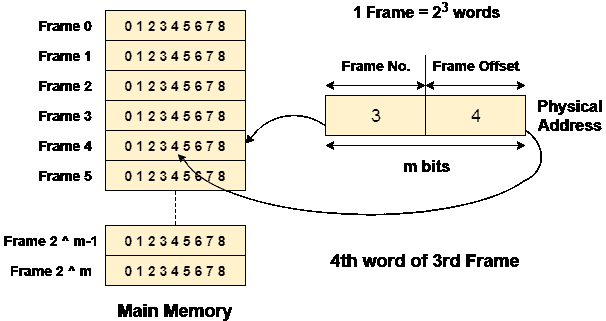 1 Frame = 2³ words
Frame 0 0 1 2 3 4 5 6 7 8
Frame 1 0 1 2 3 4 5 6 7 8
Frame 2 0 1 2 3 4 5 6 7 8
Frame 3 0 1 2 3 4 5 6 7 8
Frame 4 0 1 2 3 4 5 6 7 8
Frame 5 0 1 2 3 4 5 6 7 8
Frame No. Frame Offset
3 4
Physical
Address
m bits
Frame 2 ^ m-1 0 1 2 3 4 5 6 7 8
Frame 2 ^ m 0 1 2 3 4 5 6 7 8
4th word of 3rd Frame
Main Memory